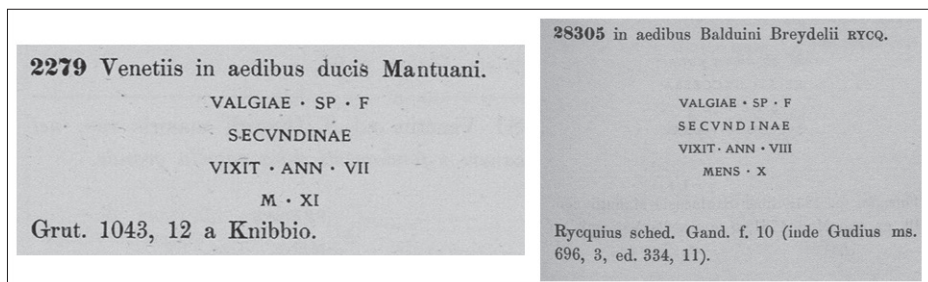 2279 Venetiis in aedibus ducis Mantuani.
VALGIAE · SP · F
SECVNDINAE
VIXIT · ANN · VII
M · XI
Grut. 1043, 12 a Knibbio.
28305 in aedibus Balduini Breydelii RYCQ.
VALGIAE · SP · F
SECVNDINAE
VIXIT · ANN · VIII
MENS · X
Rycquius sched. Gand. f. 10 (inde Gudius ms.
696, 3, ed. 334, 11).